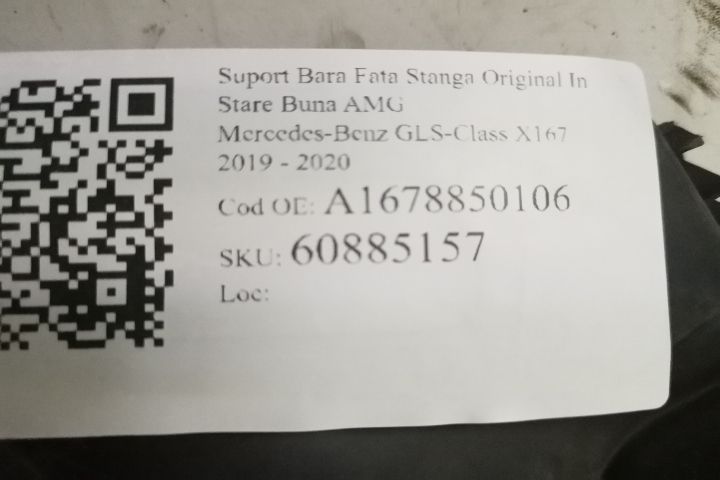 Suport Bara Fata Stanga Original In
Stare Buna AMG
Mercedes-Benz GLS-Class X167
2019 - 2020
Cod OE: A1678850106
SKU: 60885157
Loc: